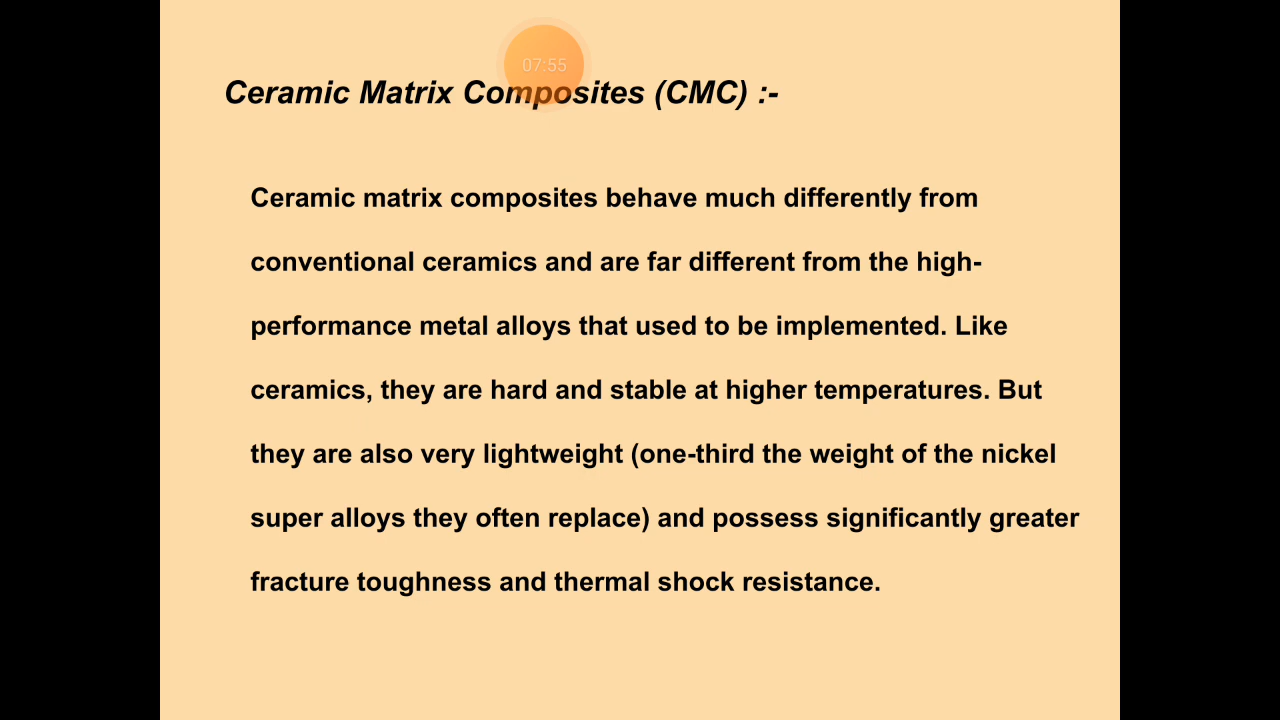 07:55
Ceramic Matrix Composites (CMC) :-
Ceramic matrix composites behave much differently from
conventional ceramics and are far different from the high-
performance metal alloys that used to be implemented. Like
ceramics, they are hard and stable at higher temperatures. But
they are also very lightweight (one-third the weight of the nickel
super alloys they often replace) and possess significantly greater
fracture toughness and thermal shock resistance.